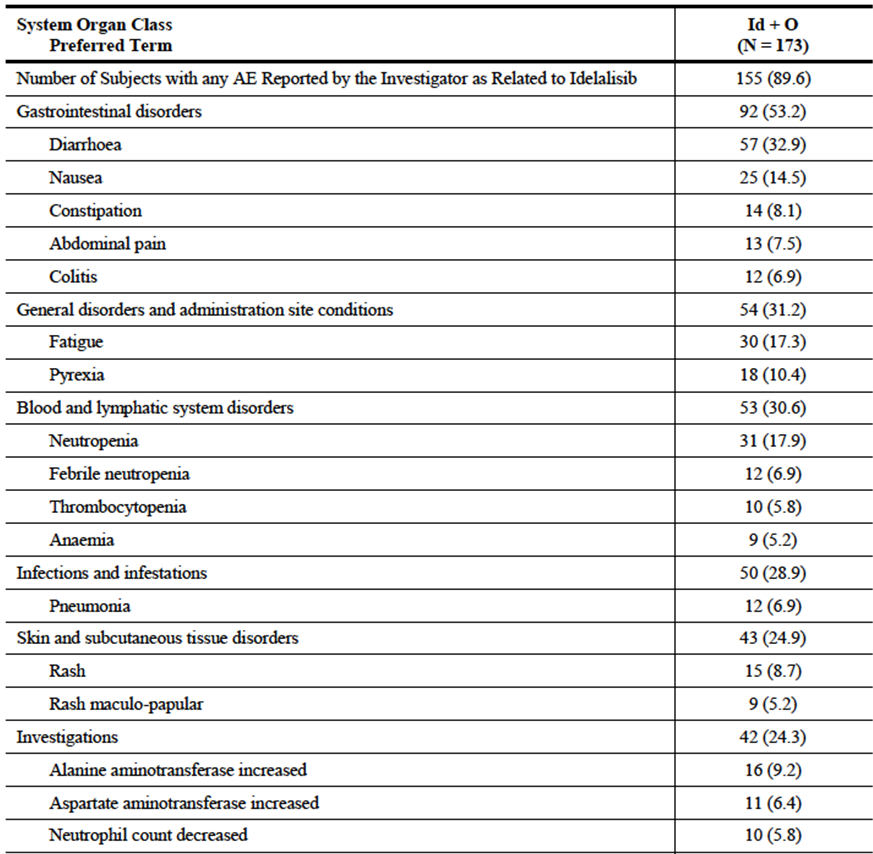 System Organ Class Id + O
Preferred Term (N = 173)
Number of Subjects with any AE Reported by the Investigator as Related to Idelalisib 155 (89.6)
Gastrointestinal disorders 92 (53.2)
Diarrhoea 57 (32.9)
Nausea 25 (14.5)
Constipation 14 (8.1)
Abdominal pain 13 (7.5)
Colitis 12 (6.9)
General disorders and administration site conditions 54 (31.2)
Fatigue 30 (17.3)
Pyrexia 18 (10.4)
Blood and lymphatic system disorders 53 (30.6)
Neutropenia 31 (17.9)
Febrile neutropenia 12 (6.9)
Thrombocytopenia 10 (5.8)
Anaemia 9 (5.2)
Infections and infestations 50 (28.9)
Pneumonia 12 (6.9)
Skin and subcutaneous tissue disorders 43 (24.9)
Rash 15 (8.7)
Rash maculo-papular 9 (5.2)
Investigations 42 (24.3)
Alanine aminotransferase increased 16 (9.2)
Aspartate aminotransferase increased 11 (6.4)
Neutrophil count decreased 10 (5.8)